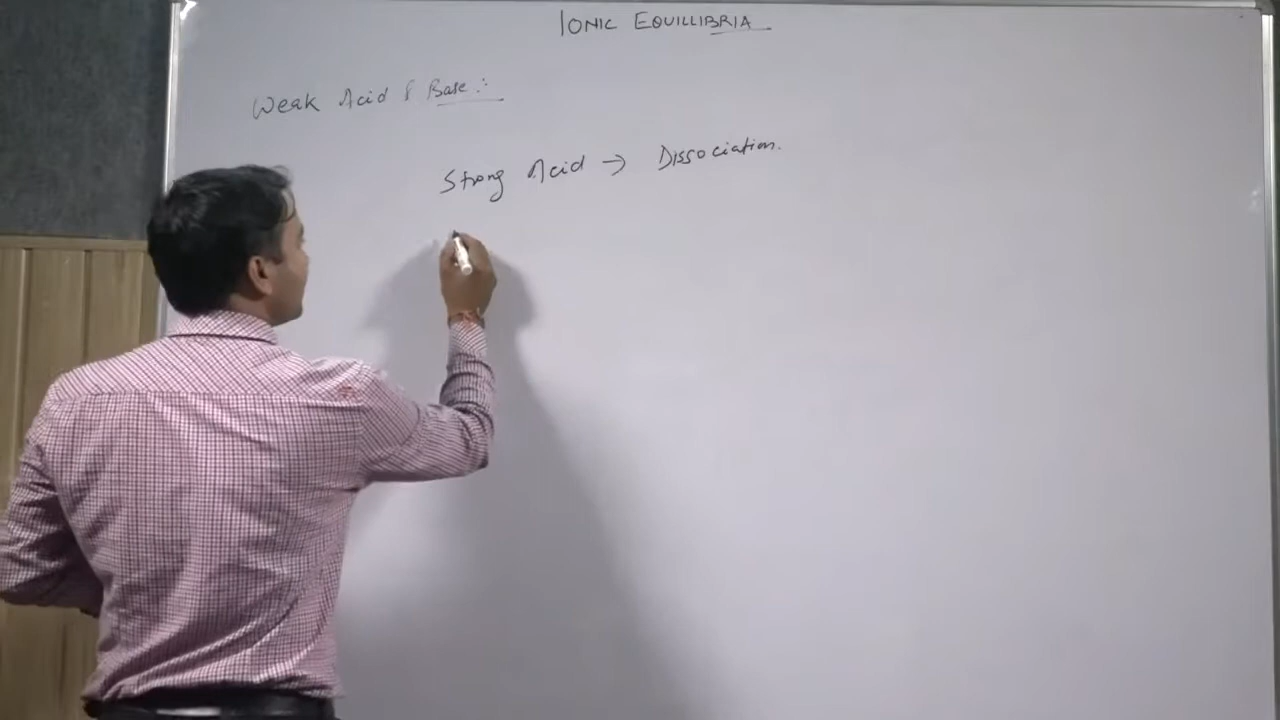 IONIC EQUILLIBRIA
Weak Acid & Base :-
Strong Acid → Dissociation.